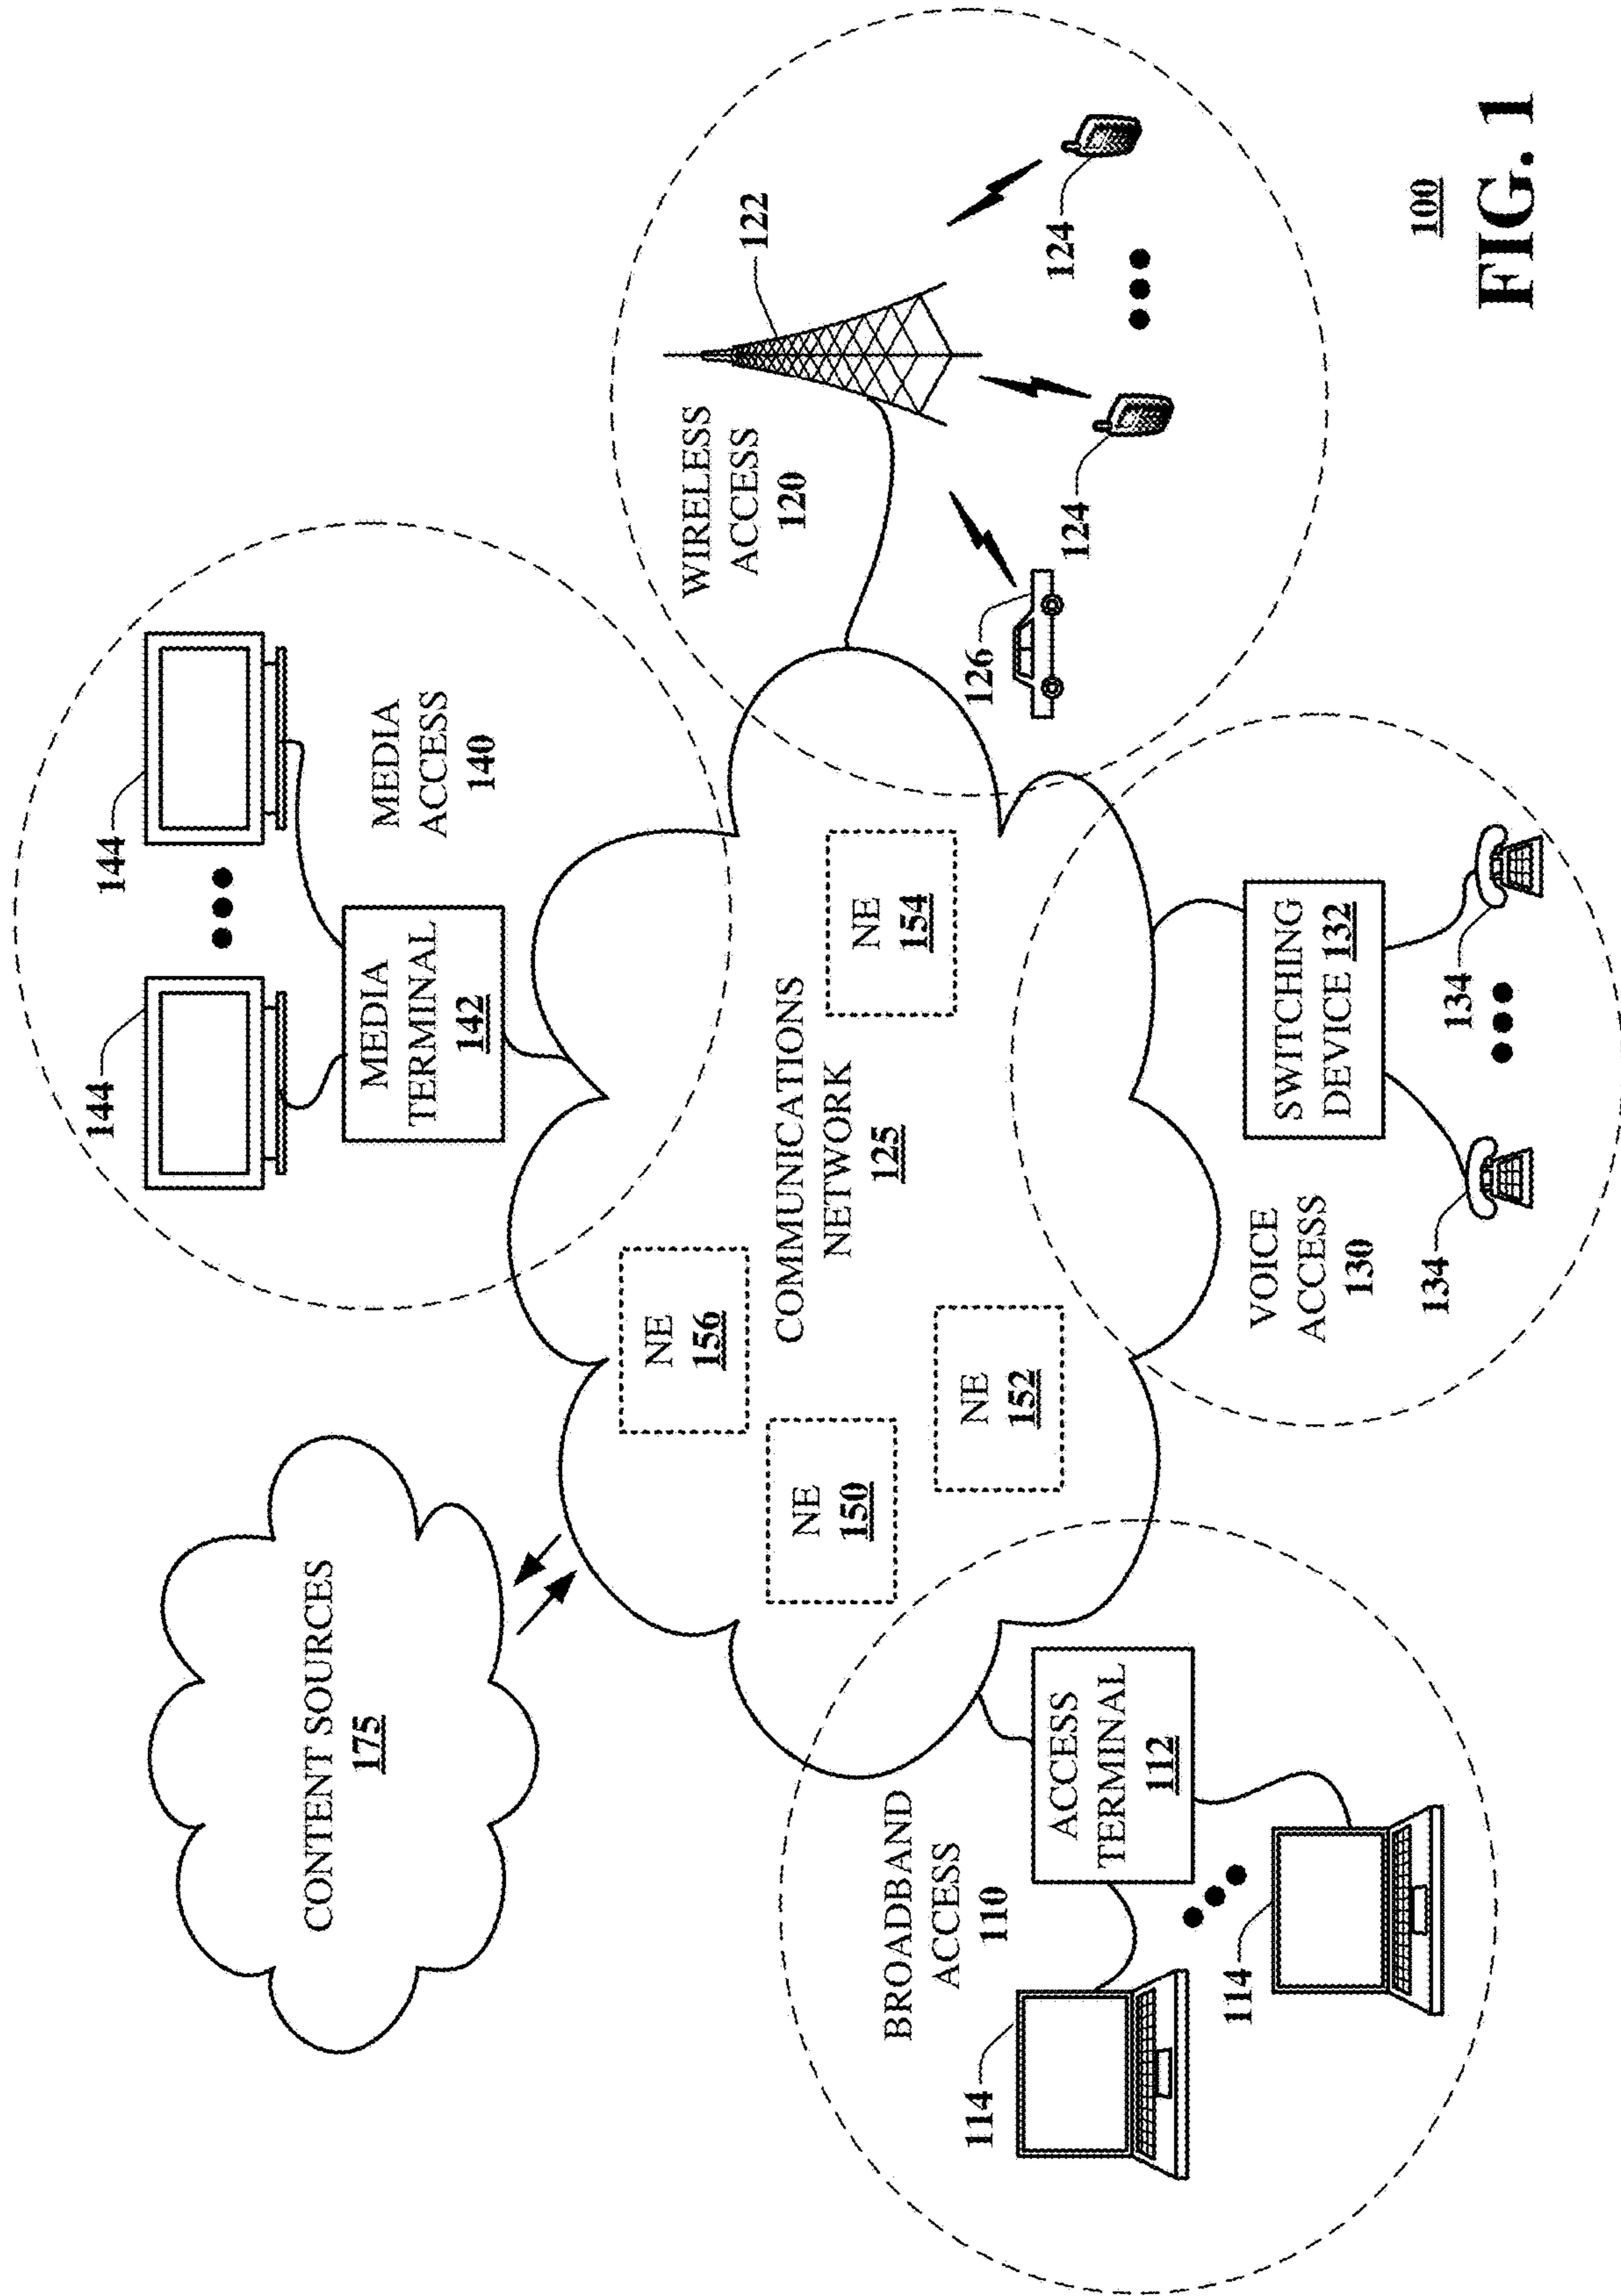 CONTENT SOURCES
175
144
144
MEDIA
TERMINAL
142
MEDIA
ACCESS
140
NE
156
NE
150
NE
152
COMMUNICATIONS
NETWORK
125
NE
154
WIRELESS
ACCESS
120
122
126
124
124
BROADBAND
ACCESS
110
ACCESS
TERMINAL
112
114
114
VOICE
ACCESS
130
SWITCHING
DEVICE 132
134
134
100
FIG. 1